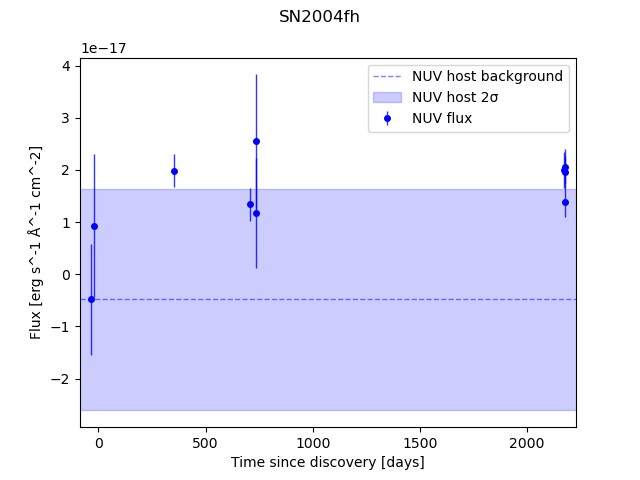 SN2004fh
1e−17
NUV host background
NUV host 2σ
NUV flux
4
3
2
1
0
−1
−2
Flux [erg s^-1 Å^-1 cm^-2]
0
500
1000
1500
2000
Time since discovery [days]